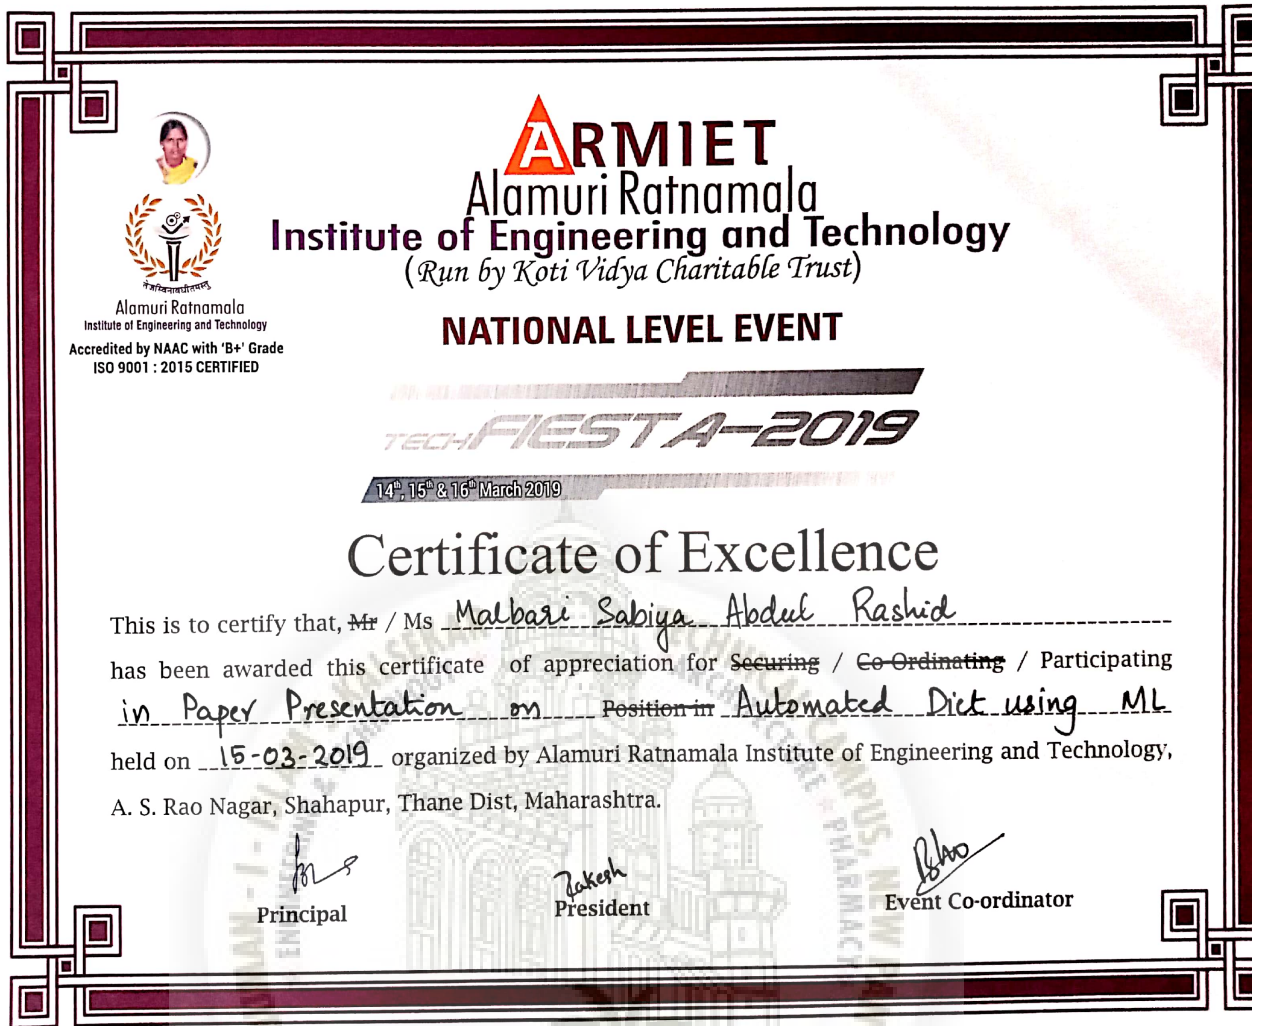 ARMIET
Alamuri Ratnamala
Institute of Engineering and Technology
(Run by Koti Vidya Charitable Trust)
तेजस्विनावधीतमस्तु
Alamuri Ratnamala
Institute of Engineering and Technology
Accredited by NAAC with 'B+' Grade
ISO 9001 : 2015 CERTIFIED
NATIONAL LEVEL EVENT
TECHFIESTA-2019
14th, 15th & 16th March 2019
Certificate of Excellence
This is to certify that, Mr / Ms Malbari Sabiya Abdul Rashid
has been awarded this certificate of appreciation for Securing / Co-Ordinating / Participating
in Paper Presentation on Position in Automated Diet using ML
held on 15-03-2019 organized by Alamuri Ratnamala Institute of Engineering and Technology,
A. S. Rao Nagar, Shahapur, Thane Dist, Maharashtra.
Rakesh
Principal
President
Event Co-ordinator